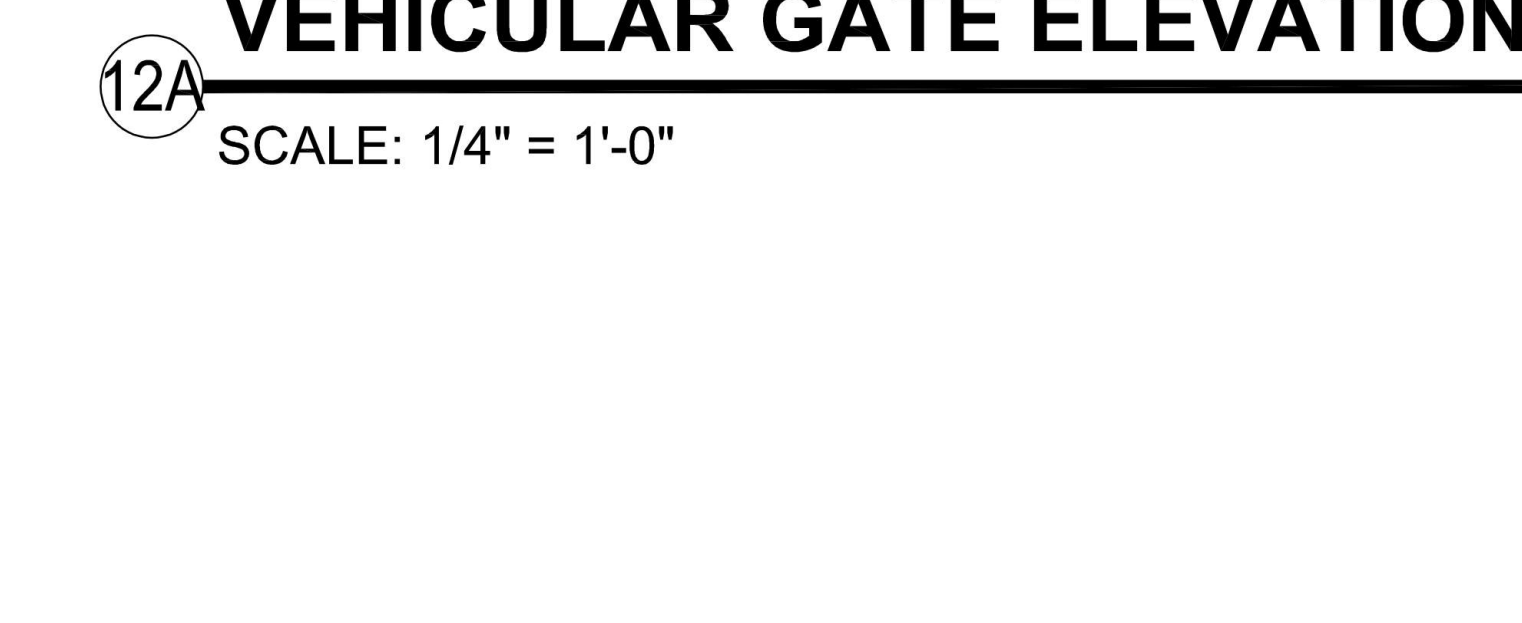 VEHICULAR GATE ELEVATION
12A
SCALE: 1/4" = 1'-0"